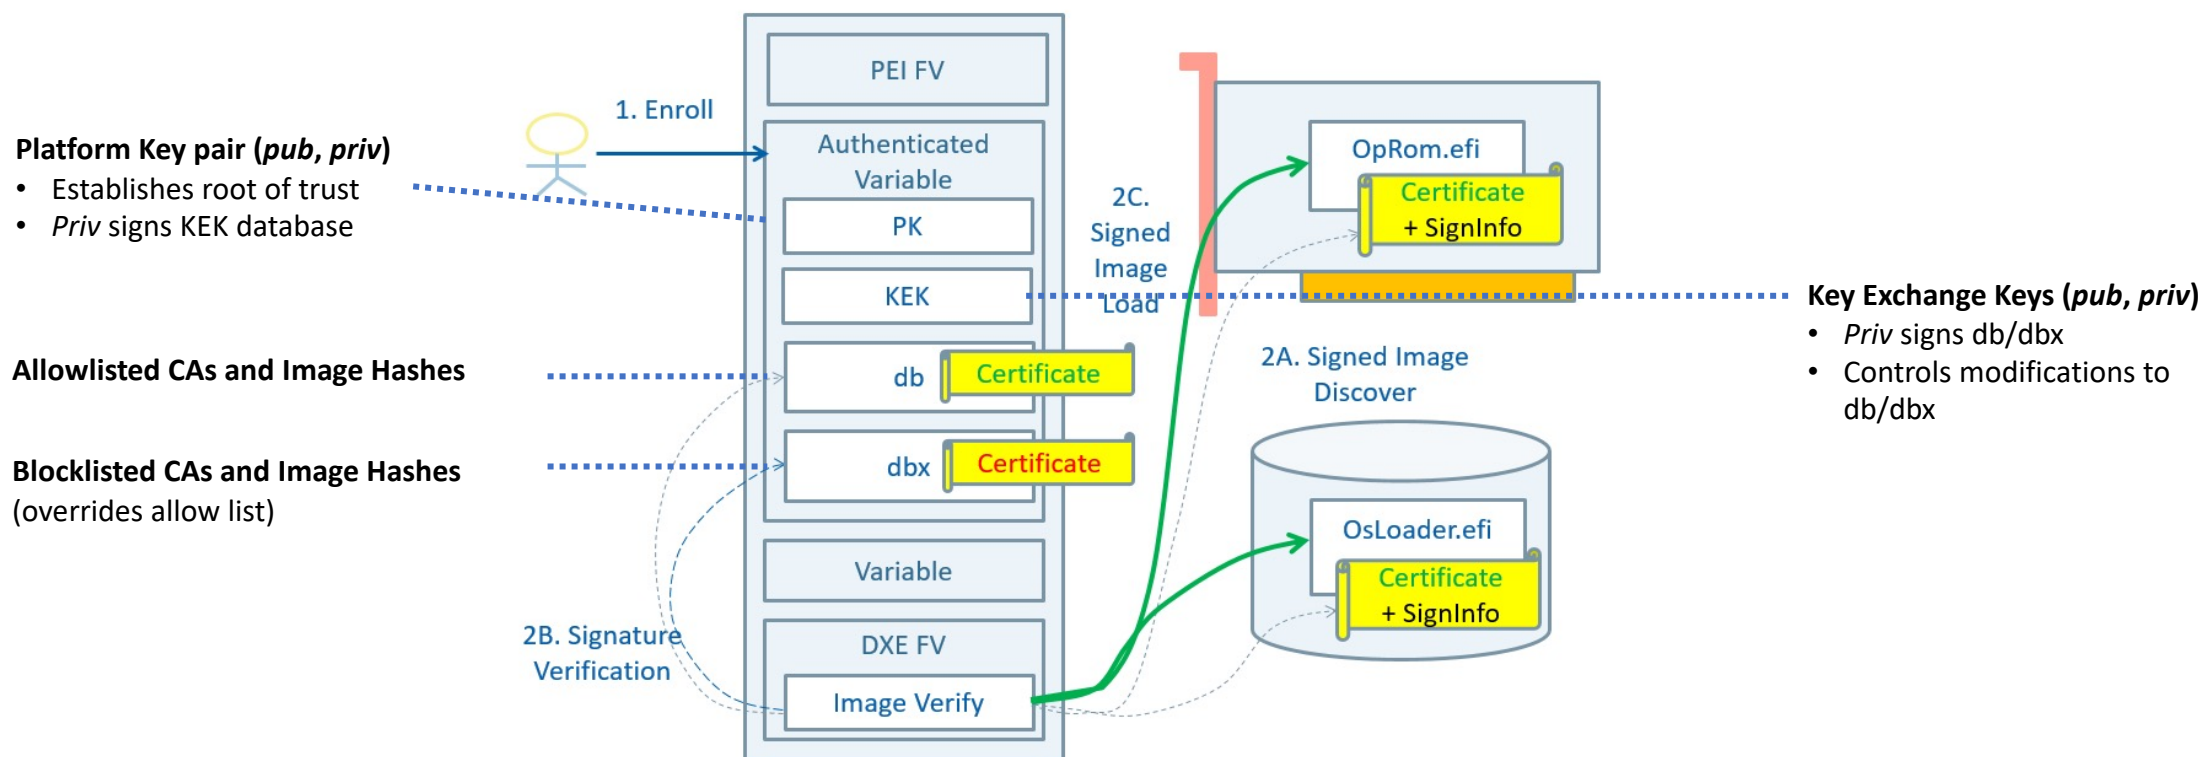 Platform Key pair (pub, priv)
• Establishes root of trust
• Priv signs KEK database
Allowlisted CAs and Image Hashes
Blocklisted CAs and Image Hashes
(overrides allow list)
1. Enroll
PEI FV
Authenticated
Variable
PK
KEK
db
Certificate
dbx
Certificate
Variable
2B. Signature
Verification
DXE FV
Image Verify
2C.
Signed
Image
Load
OpRom.efi
Certificate
+ SignInfo
2A. Signed Image
Discover
OsLoader.efi
Certificate
+ SignInfo
Key Exchange Keys (pub, priv)
• Priv signs db/dbx
• Controls modifications to
db/dbx